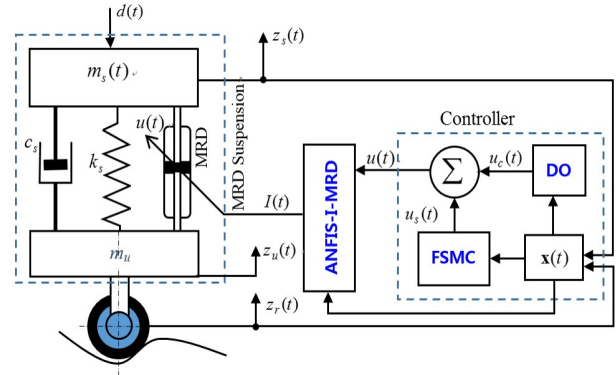 d(t)
z_s(t)
m_s(t)
Controller
u(t)
MRD
MRD Suspension
c_s
k_s
u(t)
u_c(t)
Σ
DO
I(t)
ANFIS-I-MRD
u_s(t)
z_u(t)
m_u
FSMC
x(t)
z_r(t)